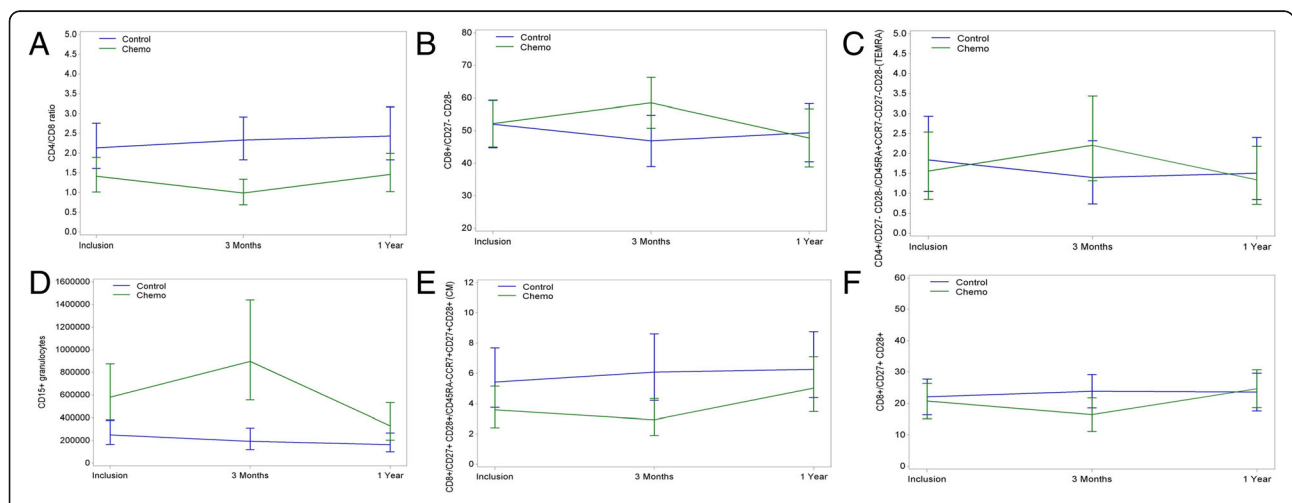 A
5.0
4.5
4.0
3.5
3.0
2.5
2.0
1.5
1.0
0.5
0.0
CD4/CD8 ratio
Control
Chemo
Inclusion
3 Months
1 Year
B
80
70
60
50
40
30
20
CD8+/CD27- CD28-
Control
Chemo
Inclusion
3 Months
1 Year
C
5.0
4.5
4.0
3.5
3.0
2.5
2.0
1.5
1.0
0.5
0.0
CD4+/CD27- CD28-/CD45RA+CCR7-CD27-CD28-(TEMRA)
Control
Chemo
Inclusion
3 Months
1 Year
D
1600000
1400000
1200000
1000000
800000
600000
400000
200000
0
CD15+ granulocytes
Control
Chemo
Inclusion
3 Months
1 Year
E
12
10
8
6
4
2
0
CD8+/CD27+ CD28+/CD45RA-CCR7+CD27+CD28+ (CM)
Control
Chemo
Inclusion
3 Months
1 Year
F
60
50
40
30
20
10
0
CD8+/CD27+ CD28+
Control
Chemo
Inclusion
3 Months
1 Year